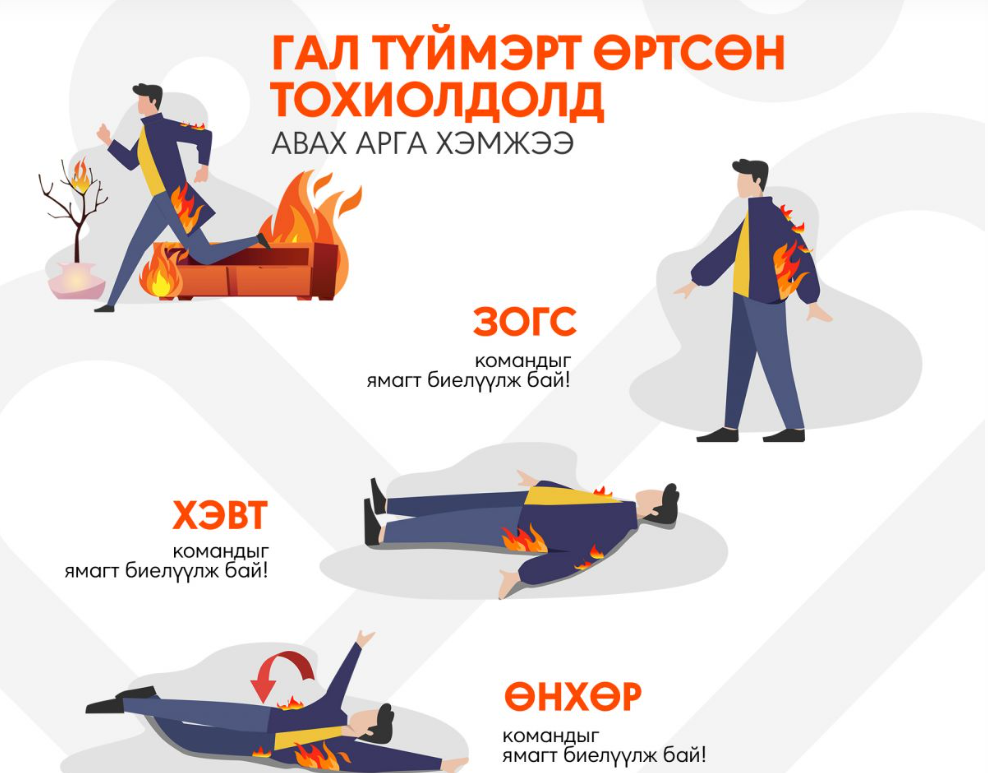 ГАЛ ТҮЙМЭРТ ӨРТСӨН
ТОХИОЛДОЛД
АВАХ АРГА ХЭМЖЭЭ
ЗОГС
командыг
ямагт биелүүлж бай!
ХЭВТ
командыг
ямагт биелүүлж бай!
ӨНХӨР
командыг
ямагт биелүүлж бай!